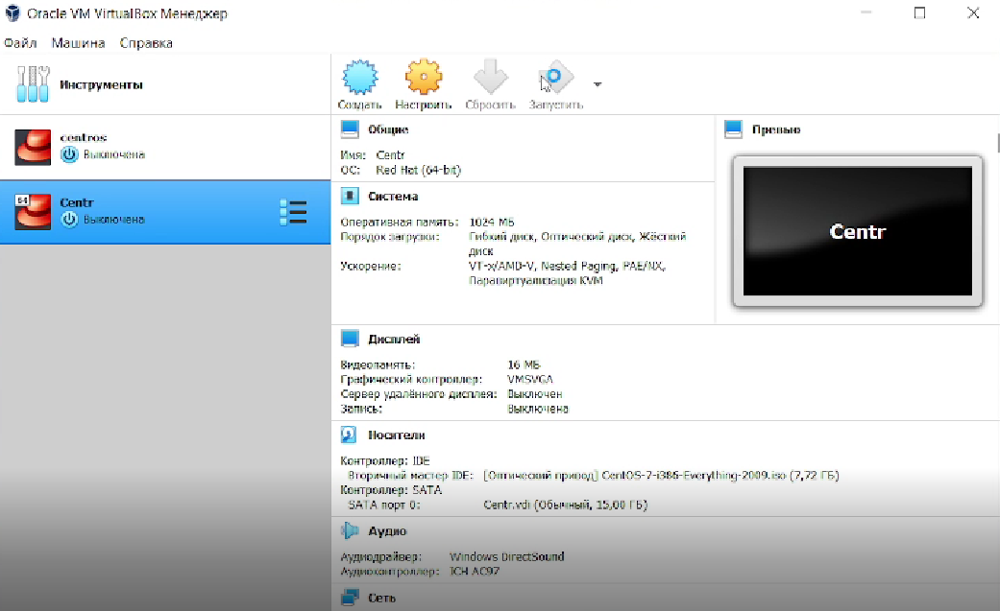 Oracle VM VirtualBox Менеджер
Файл Машина Справка
Инструменты
Создать Настроить Сбросить Запустить
centros
Выключена
64
Centr
Выключена
Общие
Имя: Centr
ОС: Red Hat (64-bit)
Система
Оперативная память: 1024 МБ
Порядок загрузки: Гибкий диск, Оптический диск, Жёсткий
диск
Ускорение: VT-x/AMD-V, Nested Paging, PAE/NX,
Паравиртуализация KVM
Превью
Centr
Дисплей
Видеопамять: 16 МБ
Графический контроллер: VMSVGA
Сервер удалённого дисплея: Выключен
Запись: Выключена
Носители
Контроллер: IDE
Вторичный мастер IDE: [Оптический привод] CentOS-7-i386-Everything-2009.iso (7,72 ГБ)
Контроллер: SATA
SATA порт 0: Centr.vdi (Обычный, 15,00 ГБ)
Аудио
Аудиодрайвер: Windows DirectSound
Аудиоконтроллер: ICH AC97
Сеть